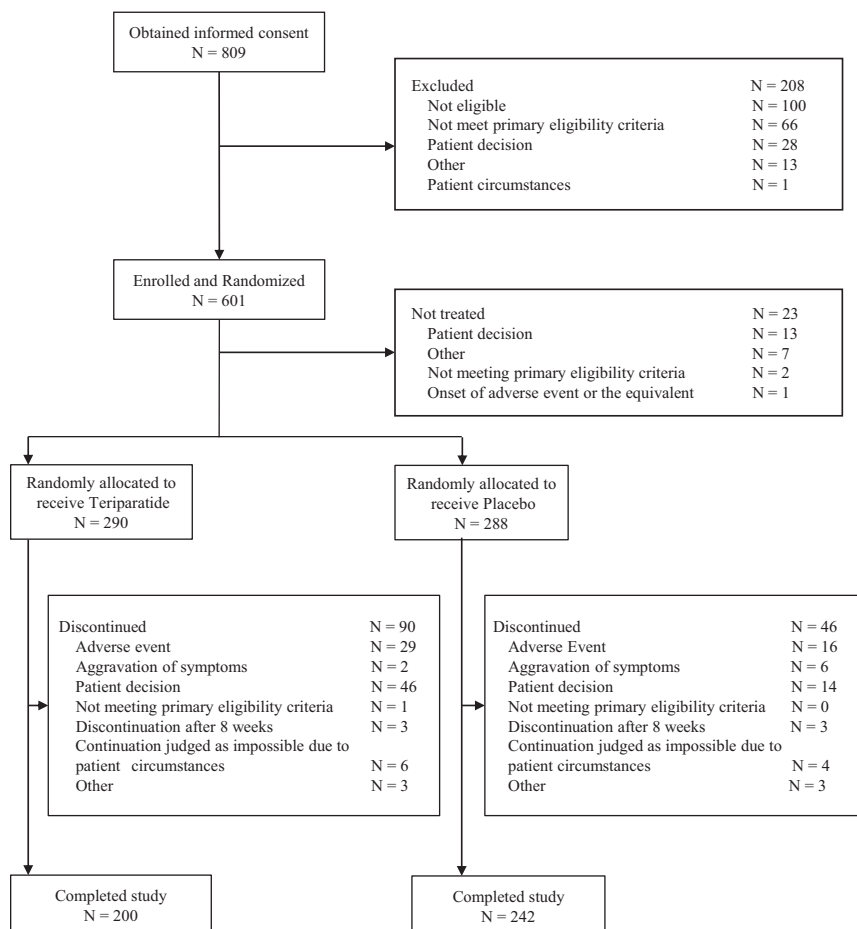 Obtained informed consent
N = 809
Excluded N = 208
Not eligible N = 100
Not meet primary eligibility criteria N = 66
Patient decision N = 28
Other N = 13
Patient circumstances N = 1
Enrolled and Randomized
N = 601
Not treated N = 23
Patient decision N = 13
Other N = 7
Not meeting primary eligibility criteria N = 2
Onset of adverse event or the equivalent N = 1
Randomly allocated to
receive Teriparatide
N = 290
Randomly allocated to
receive Placebo
N = 288
Discontinued N = 90
Adverse event N = 29
Aggravation of symptoms N = 2
Patient decision N = 46
Not meeting primary eligibility criteria N = 1
Discontinuation after 8 weeks N = 3
Continuation judged as impossible due to
patient circumstances N = 6
Other N = 3
Discontinued N = 46
Adverse Event N = 16
Aggravation of symptoms N = 6
Patient decision N = 14
Not meeting primary eligibility criteria N = 0
Discontinuation after 8 weeks N = 3
Continuation judged as impossible due to
patient circumstances N = 4
Other N = 3
Completed study
N = 200
Completed study
N = 242